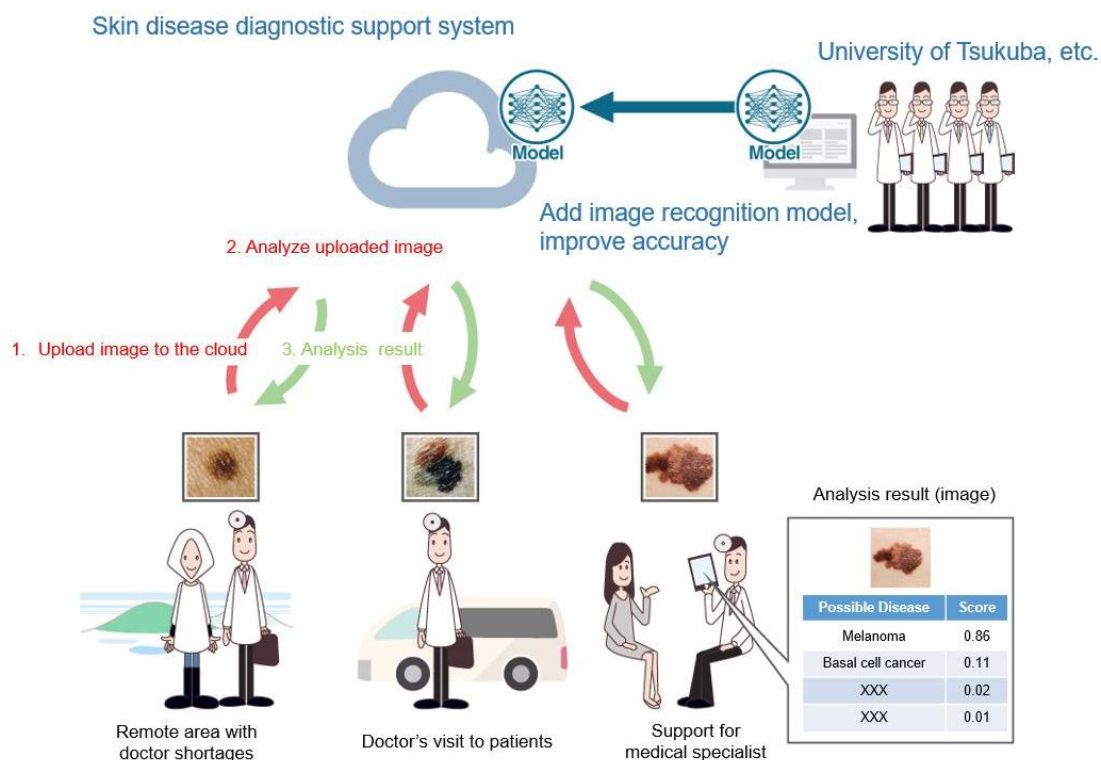 Skin disease diagnostic support system
University of Tsukuba, etc.
Model
Model
Add image recognition model,
improve accuracy
2. Analyze uploaded image
1. Upload image to the cloud
3. Analysis result
Analysis result (image)
Possible Disease Score
Melanoma 0.86
Basal cell cancer 0.11
XXX 0.02
XXX 0.01
Remote area with
doctor shortages
Doctor’s visit to patients
Support for
medical specialist